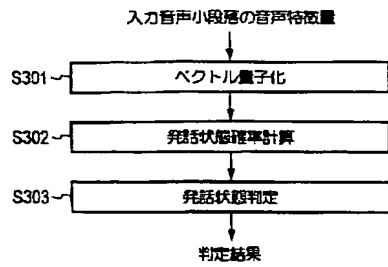 入力音声小段落の音声特徴量
S301 ベクトル量子化
S302 発話状態確率計算
S303 発話状態判定
判定結果